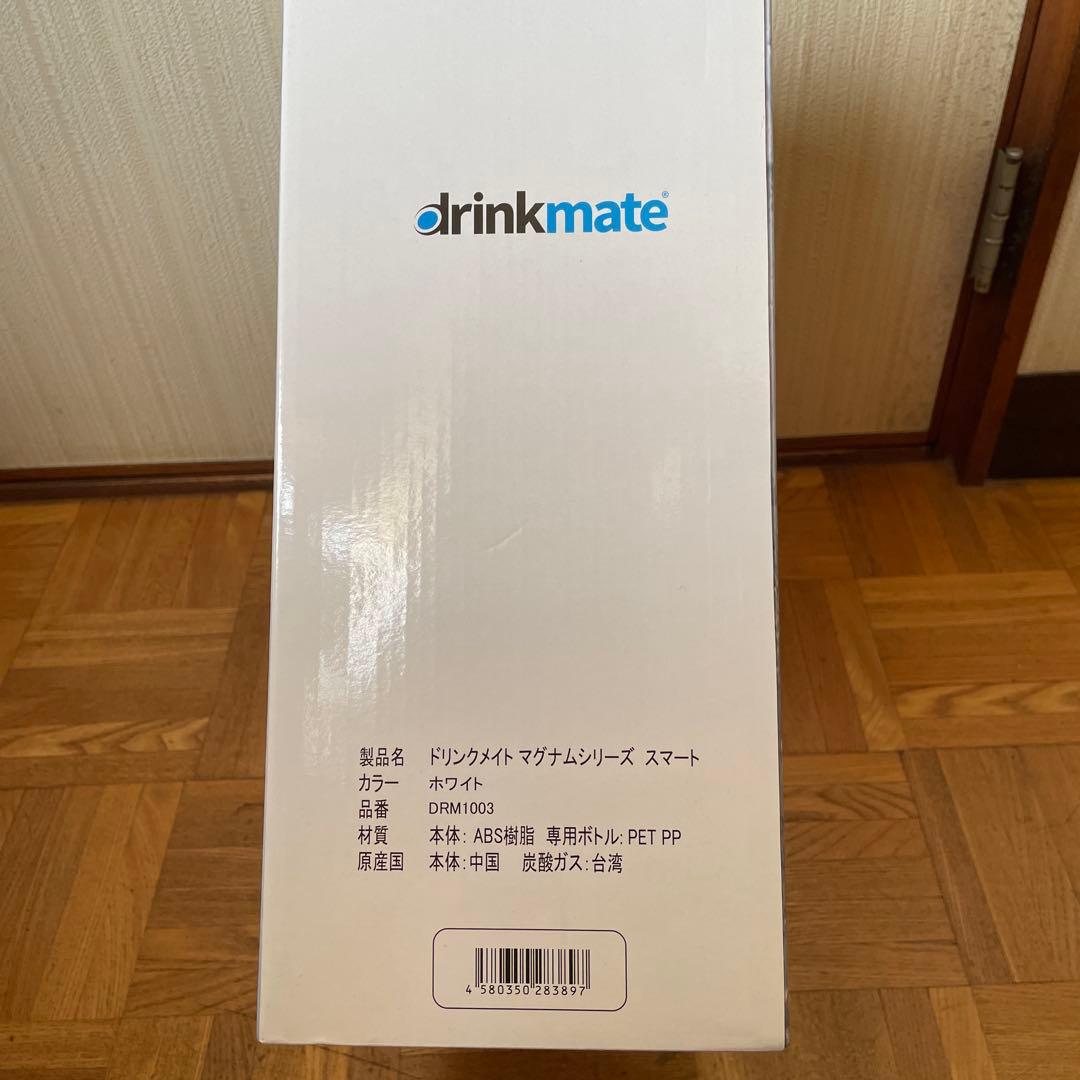 drinkmate®
製品名 ドリンクメイト マグナムシリーズ スマート
カラー ホワイト
品番 DRM1003
材質 本体: ABS樹脂 専用ボトル: PET PP
原産国 本体: 中国 炭酸ガス: 台湾
4 580350 283897